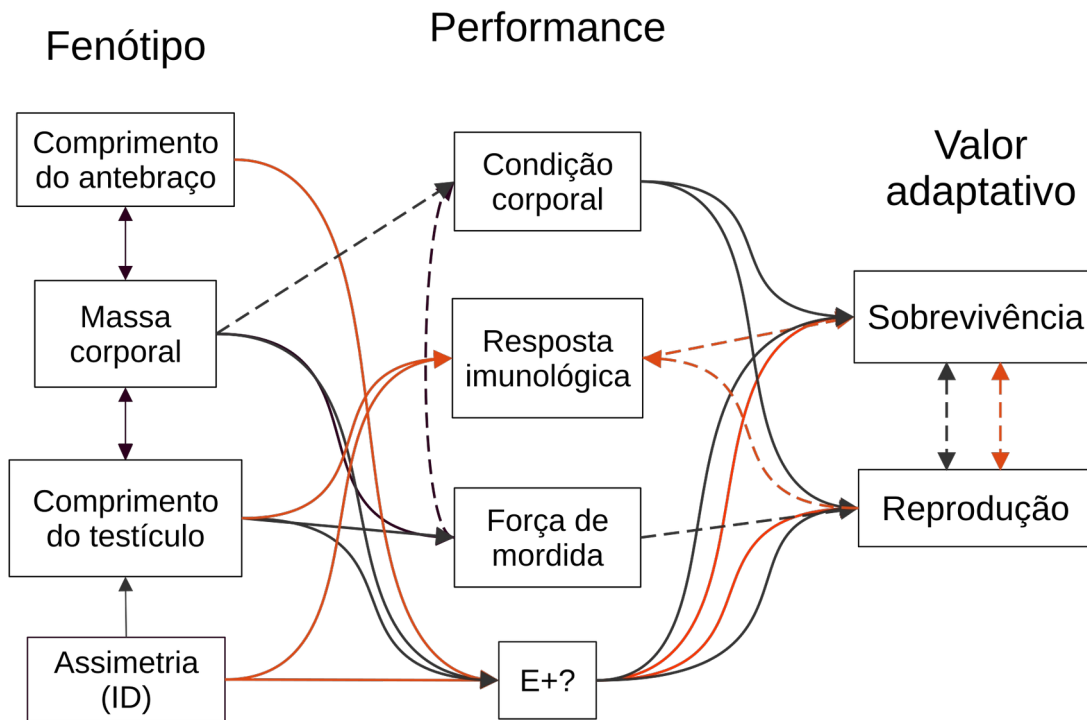 Fenótipo
Performance
Valor
adaptativo
Comprimento
do antebraço
Massa
corporal
Comprimento
do testículo
Assimetria
(ID)
Condição
corporal
Resposta
imunológica
Força de
mordida
E+?
Sobrevivência
Reprodução